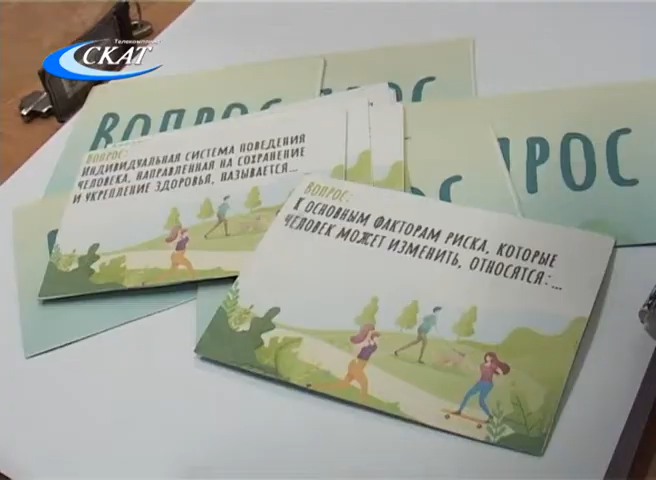 Телекомпания
СКАТ
ВОПРОС
ВОПРОС:
ИНДИВИДУАЛЬНАЯ СИСТЕМА ПОВЕДЕНИЯ
ЧЕЛОВЕКА, НАПРАВЛЕННАЯ НА СОХРАНЕНИЕ
И УКРЕПЛЕНИЕ ЗДОРОВЬЯ, НАЗЫВАЕТСЯ...
ПРОС
ВОПРОС:
К ОСНОВНЫМ ФАКТОРАМ РИСКА, КОТОРЫЕ
ЧЕЛОВЕК МОЖЕТ ИЗМЕНИТЬ, ОТНОСЯТСЯ:...